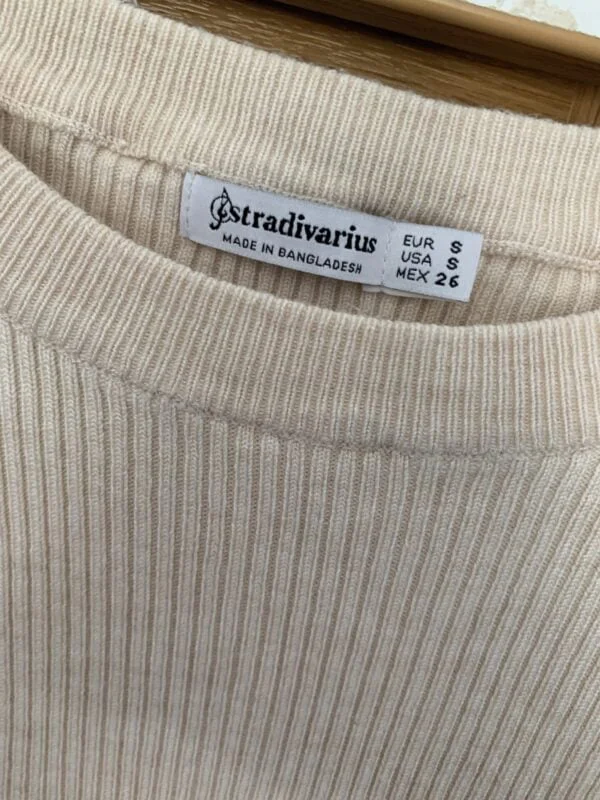 stradivarius
MADE IN BANGLADESH
EUR S
USA S
MEX 26